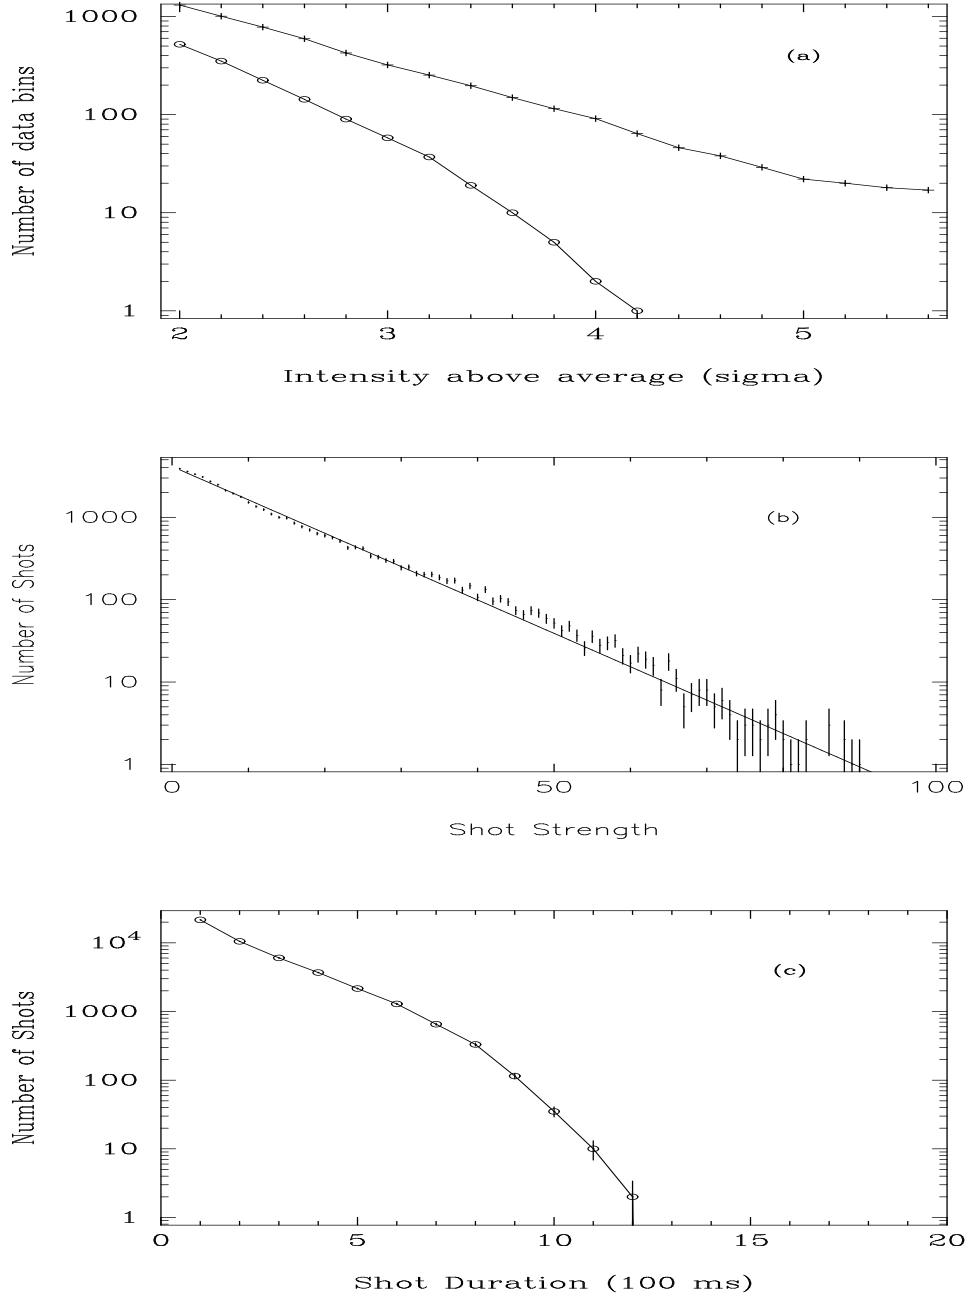 1000
(a)
100
10
1
Number of data bins
2 3 4 5
Intensity above average (sigma)
1000
(b)
100
10
1
Number of Shots
0 50 100
Shot Strength
10^4
(c)
1000
100
10
1
Number of Shots
0 5 10 15 20
Shot Duration (100 ms)